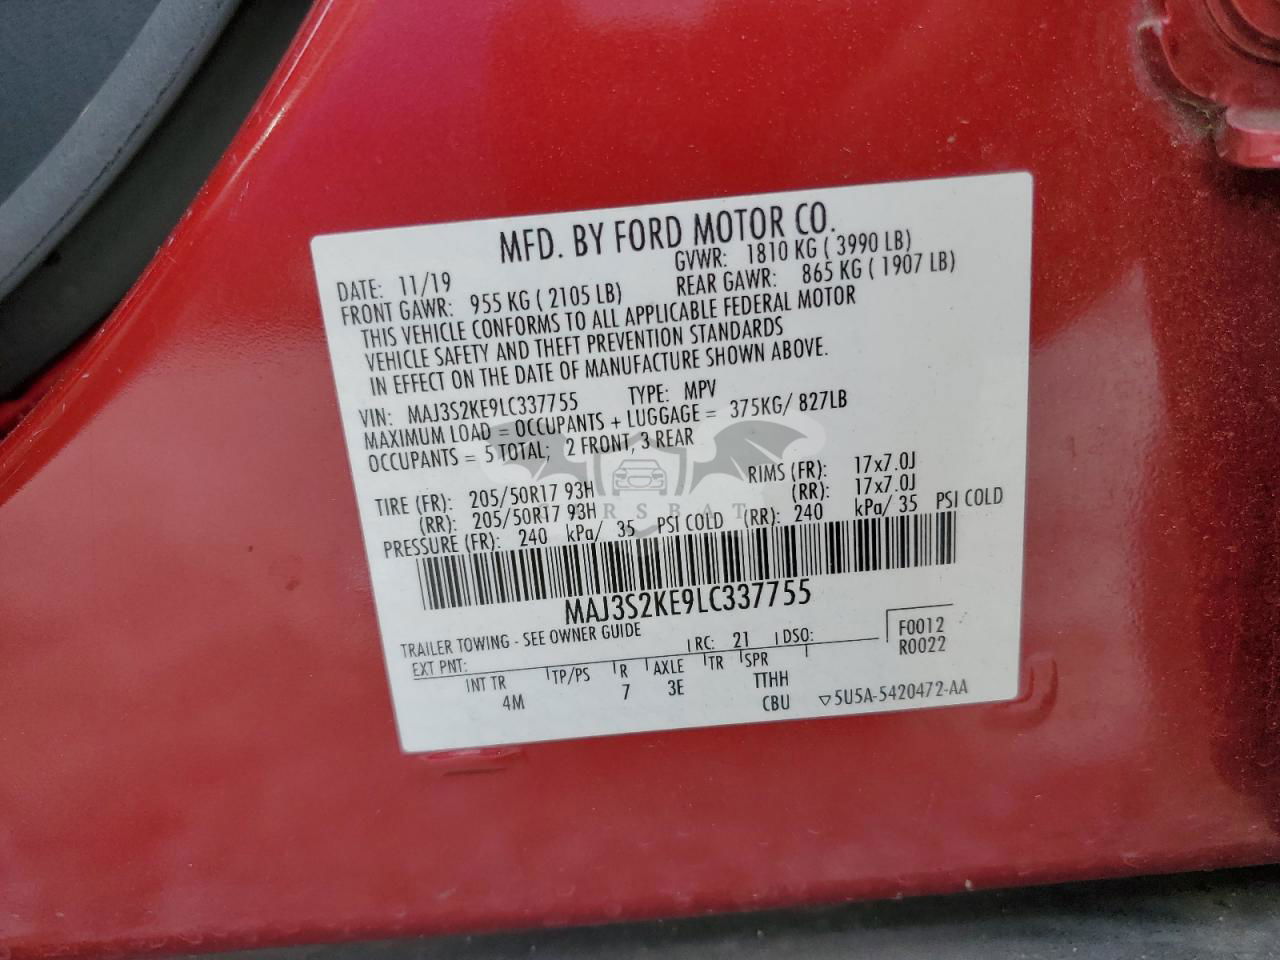 MFD. BY FORD MOTOR CO.
DATE: 11/19 GVWR: 1810 KG ( 3990 LB)
FRONT GAWR: 955 KG ( 2105 LB) REAR GAWR: 865 KG ( 1907 LB)
THIS VEHICLE CONFORMS TO ALL APPLICABLE FEDERAL MOTOR
VEHICLE SAFETY AND THEFT PREVENTION STANDARDS
IN EFFECT ON THE DATE OF MANUFACTURE SHOWN ABOVE.
VIN: MAJ3S2KE9LC337755 TYPE: MPV
MAXIMUM LOAD = OCCUPANTS + LUGGAGE = 375KG/ 827LB
OCCUPANTS = 5 TOTAL; 2 FRONT, 3 REAR
TIRE (FR): 205/50R17 93H RIMS (FR): 17x7.0J
(RR): 205/50R17 93H (RR): 17x7.0J
PRESSURE (FR): 240 kPa/ 35 PSI COLD (RR): 240 kPa/ 35 PSI COLD
MAJ3S2KE9LC337755
TRAILER TOWING - SEE OWNER GUIDE
EXT PNT: RC: 21 DSO: F0012
R0022
INT TR TP/PS R AXLE TR SPR
4M 7 3E TTHH
CBU ▽5U5A-5420472-AA